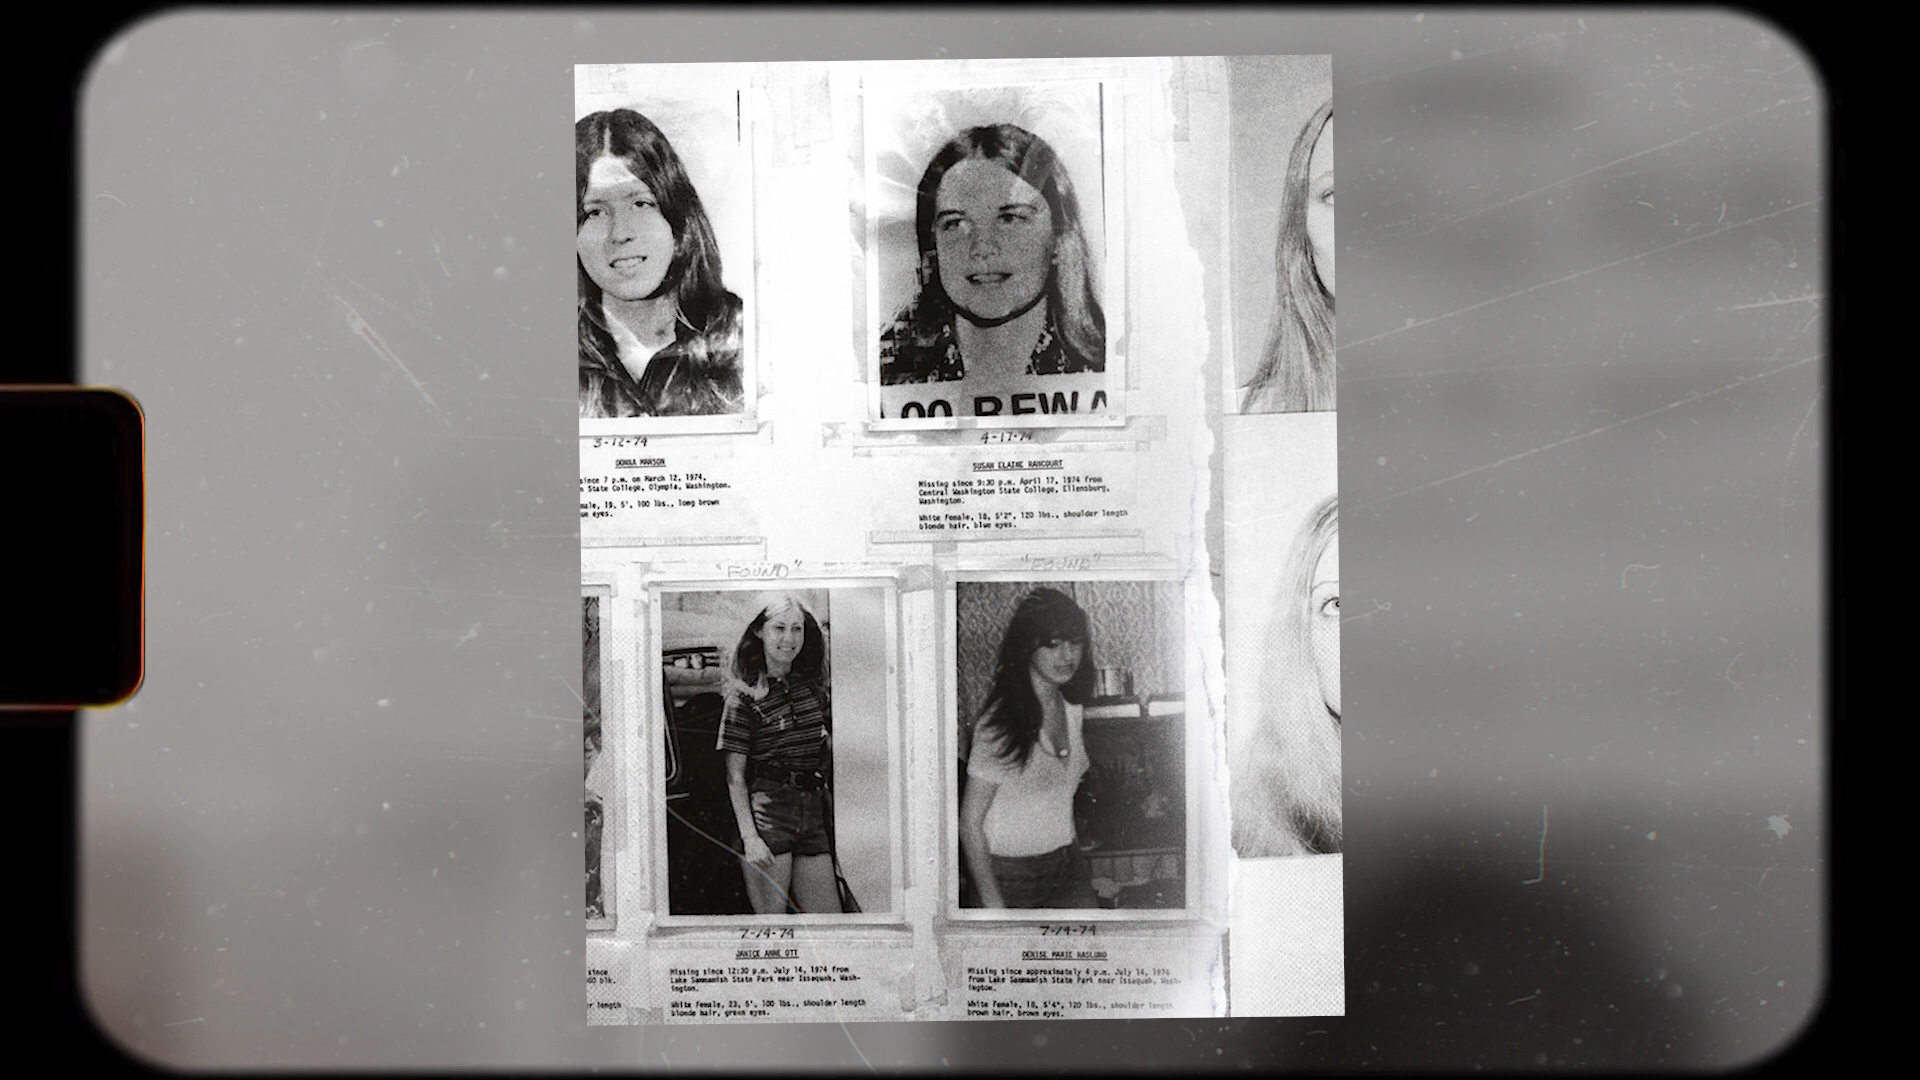 00 REWA
3-12-74
DONNA MANSON
since 7 p.m. on March 12, 1974,
State College, Olympia, Washington.
male, 19, 5', 100 lbs., long brown
eyes.
4-17-74
SUSAN ELAINE RANCOURT
Missing since 9:30 p.m. April 17, 1974 from
Central Washington State College, Ellensburg,
Washington.
White Female, 18, 5'2", 120 lbs., shoulder length
blonde hair, blue eyes.
"FOUND"
"FOUND"
since
blk.
length
7-14-74
JANICE ANNE OTT
Missing since 12:30 p.m. July 14, 1974 from
Lake Sammamish State Park near Issaquah, Wash-
ington.
White Female, 23, 5', 100 lbs., shoulder length
blonde hair, green eyes.
7-14-74
DENISE MARIE NASLUND
Missing since approximately 4 p.m. July 14, 1974
from Lake Sammamish State Park near Issaquah, Wash-
ington.
White Female, 18, 5'4", 120 lbs., shoulder length
brown hair, brown eyes.